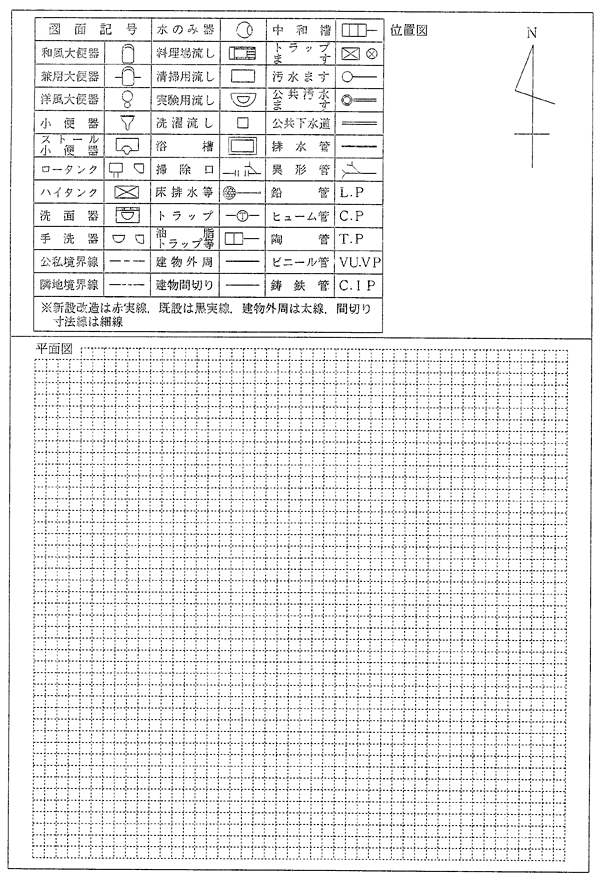 図面記号 水のみ器 中和槽 位置図
N
和風大便器 料理場流し トラップます
兼用大便器 清掃用流し 汚水ます
洋風大便器 実験用流し 公共汚水ます
小便器 洗濯流し 公共下水道
ストール小便器 浴槽 排水管
ロータンク 掃除口 異形管
ハイタンク 床排水等 鉛管 L.P
洗面器 トラップ ヒューム管 C.P
手洗器 油脂トラップ等 陶管 T.P
公私境界線 建物外周 ビニール管 VU.VP
隣地境界線 建物間切り 鋳鉄管 C.I.P
※新設改造は赤実線，既設は黒実線，建物外周は太線，間切り
寸法線は細線
平面図